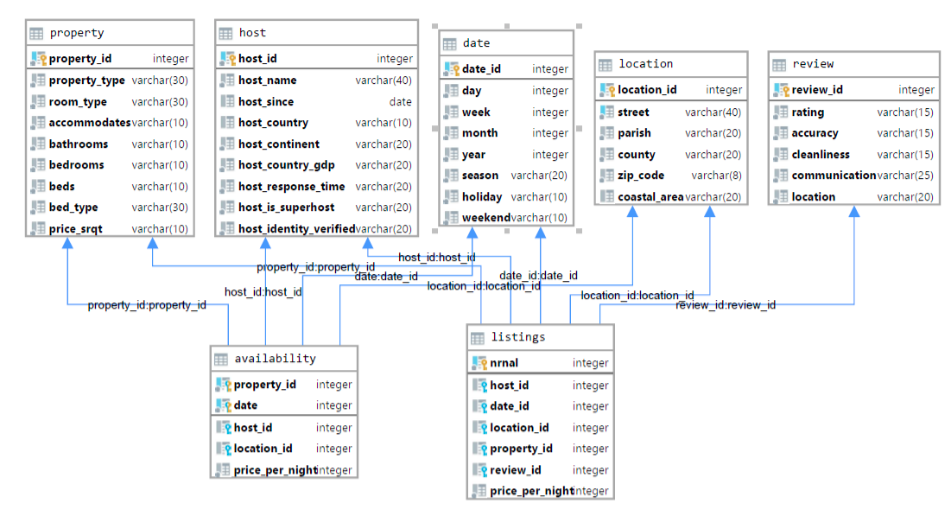 property
property_id integer
property_type varchar(30)
room_type varchar(30)
accommodates varchar(10)
bathrooms varchar(10)
bedrooms varchar(10)
beds varchar(10)
bed_type varchar(30)
price_srqt varchar(10)
host
host_id integer
host_name varchar(40)
host_since date
host_country varchar(10)
host_continent varchar(20)
host_country_gdp varchar(20)
host_response_time varchar(20)
host_is_superhost varchar(20)
host_identity_verified varchar(20)
date
date_id integer
day integer
week integer
month integer
year integer
season varchar(20)
holiday varchar(10)
weekend varchar(10)
location
location_id integer
street varchar(40)
parish varchar(20)
county varchar(20)
zip_code varchar(8)
coastal_area varchar(20)
review
review_id integer
rating varchar(15)
accuracy varchar(15)
cleanliness varchar(15)
communication varchar(25)
location varchar(20)
host_id:host_id
property_id:property_id
date:date_id
date_id:date_id
host_id:host_id
location_id:location_id
location_id:location_id
property_id:property_id
review_id:review_id
availability
property_id integer
date integer
host_id integer
location_id integer
price_per_night integer
listings
nrnal integer
host_id integer
date_id integer
location_id integer
property_id integer
review_id integer
price_per_night integer